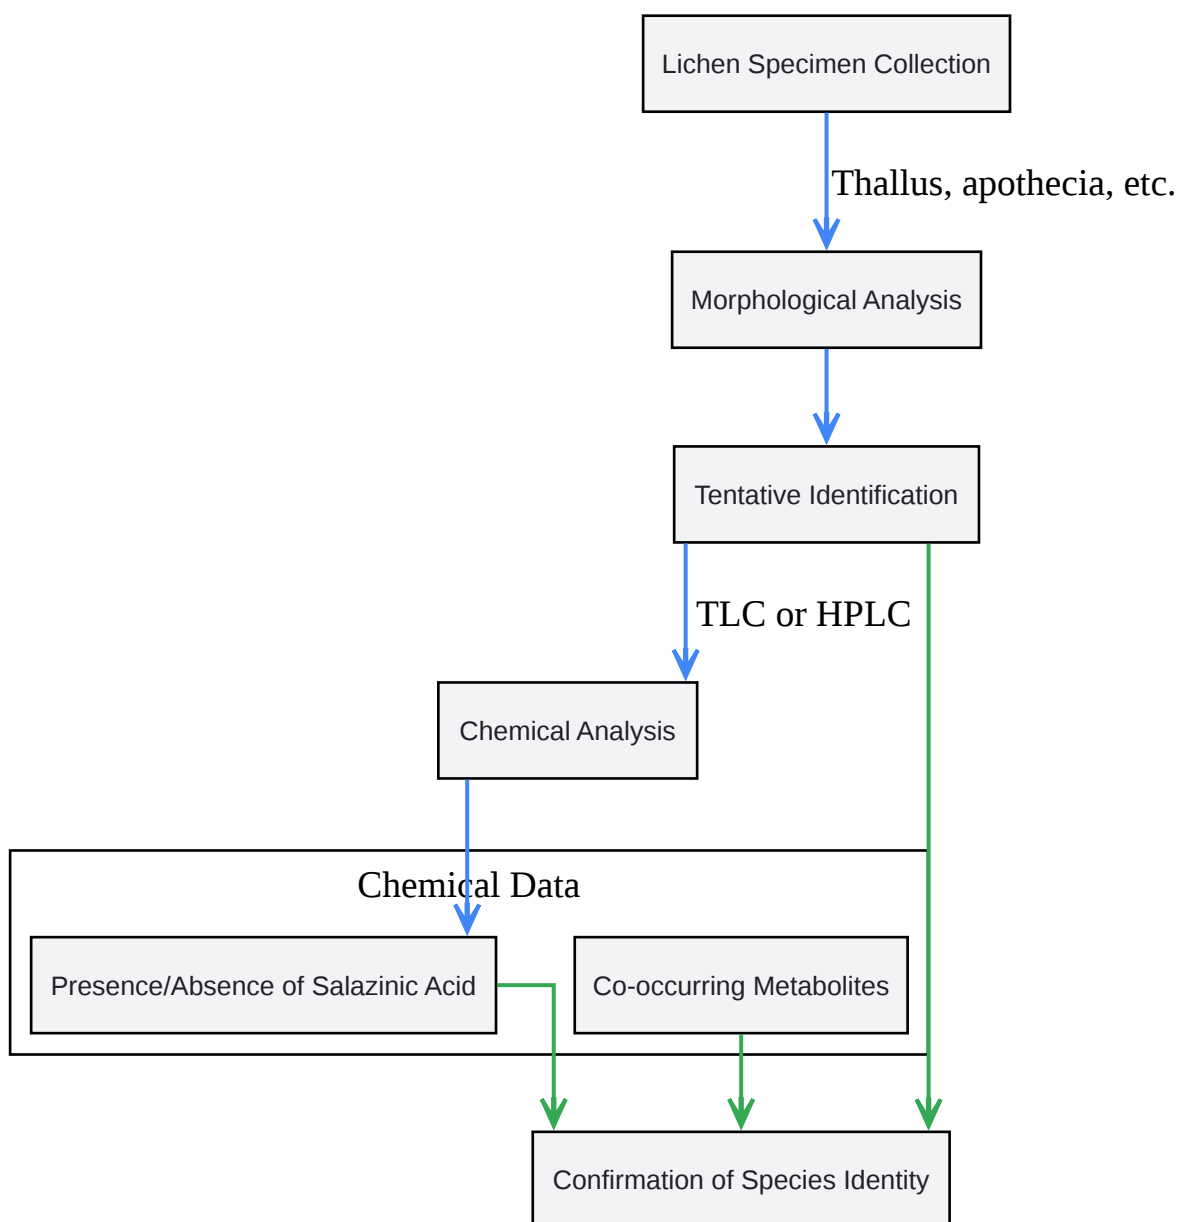 Lichen Specimen Collection
Thallus, apothecia, etc.
Morphological Analysis
Tentative Identification
TLC or HPLC
Chemical Analysis
Chemical Data
Presence/Absence of Salazinic Acid
Co-occurring Metabolites
Confirmation of Species Identity